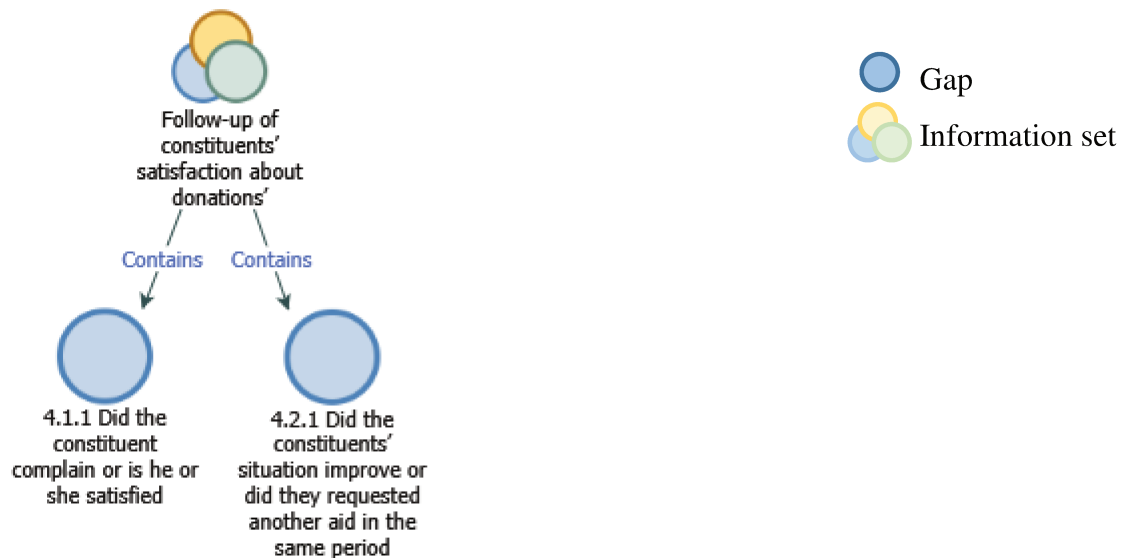 Follow-up of
constituents’
satisfaction about
donations’
Contains
Contains
4.1.1 Did the
constituent
complain or is he or
she satisfied
4.2.1 Did the
constituents’
situation improve or
did they requested
another aid in the
same period
Gap
Information set